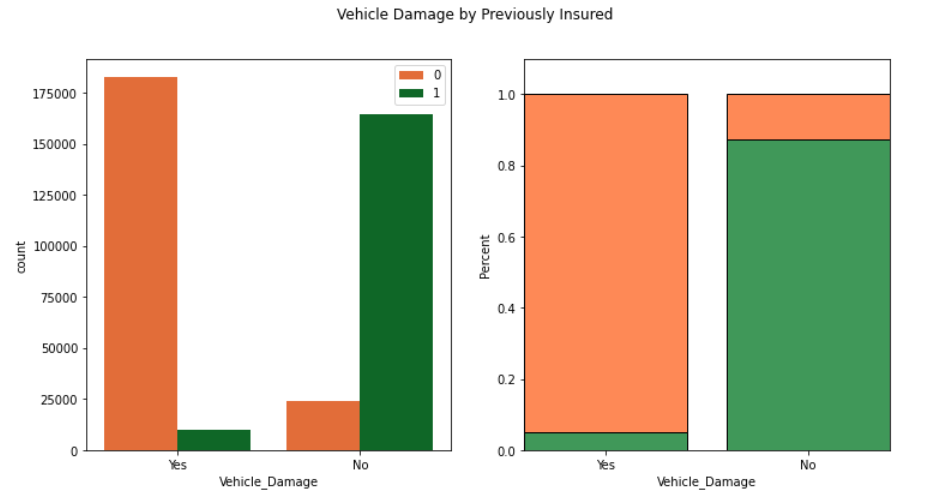 Vehicle Damage by Previously Insured
0
1
175000
150000
125000
100000
75000
50000
25000
0
count
Yes
No
Vehicle_Damage
1.0
0.8
0.6
0.4
0.2
0.0
Percent
Yes
No
Vehicle_Damage